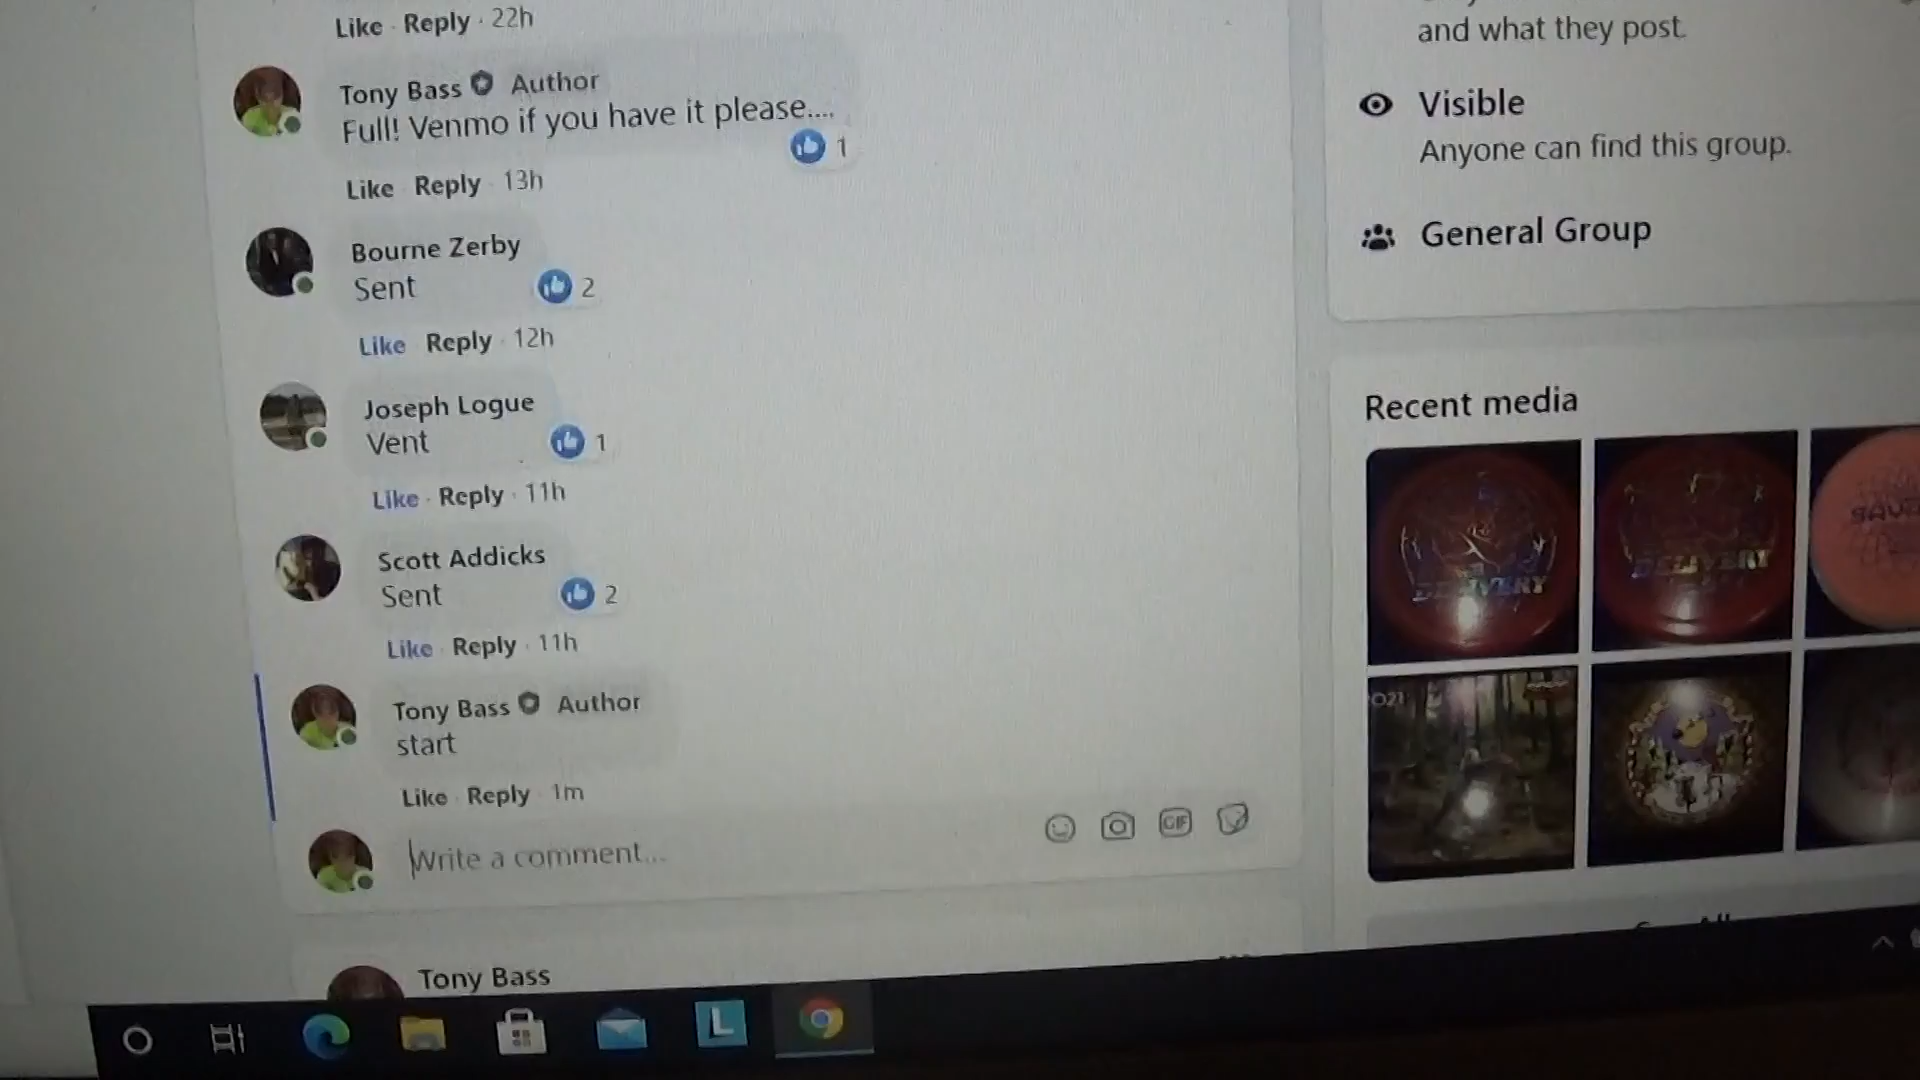 Like · Reply · 22h
Tony Bass Author
Full! Venmo if you have it please....
1
Like · Reply · 13h
Bourne Zerby
Sent
2
Like · Reply · 12h
Joseph Logue
Vent
1
Like · Reply · 11h
Scott Addicks
Sent
2
Like · Reply · 11h
Tony Bass Author
start
Like · Reply · 1m
Write a comment...
GIF
Tony Bass
L
and what they post.
Visible
Anyone can find this group.
General Group
Recent media
DELIVERY
DELIVERY